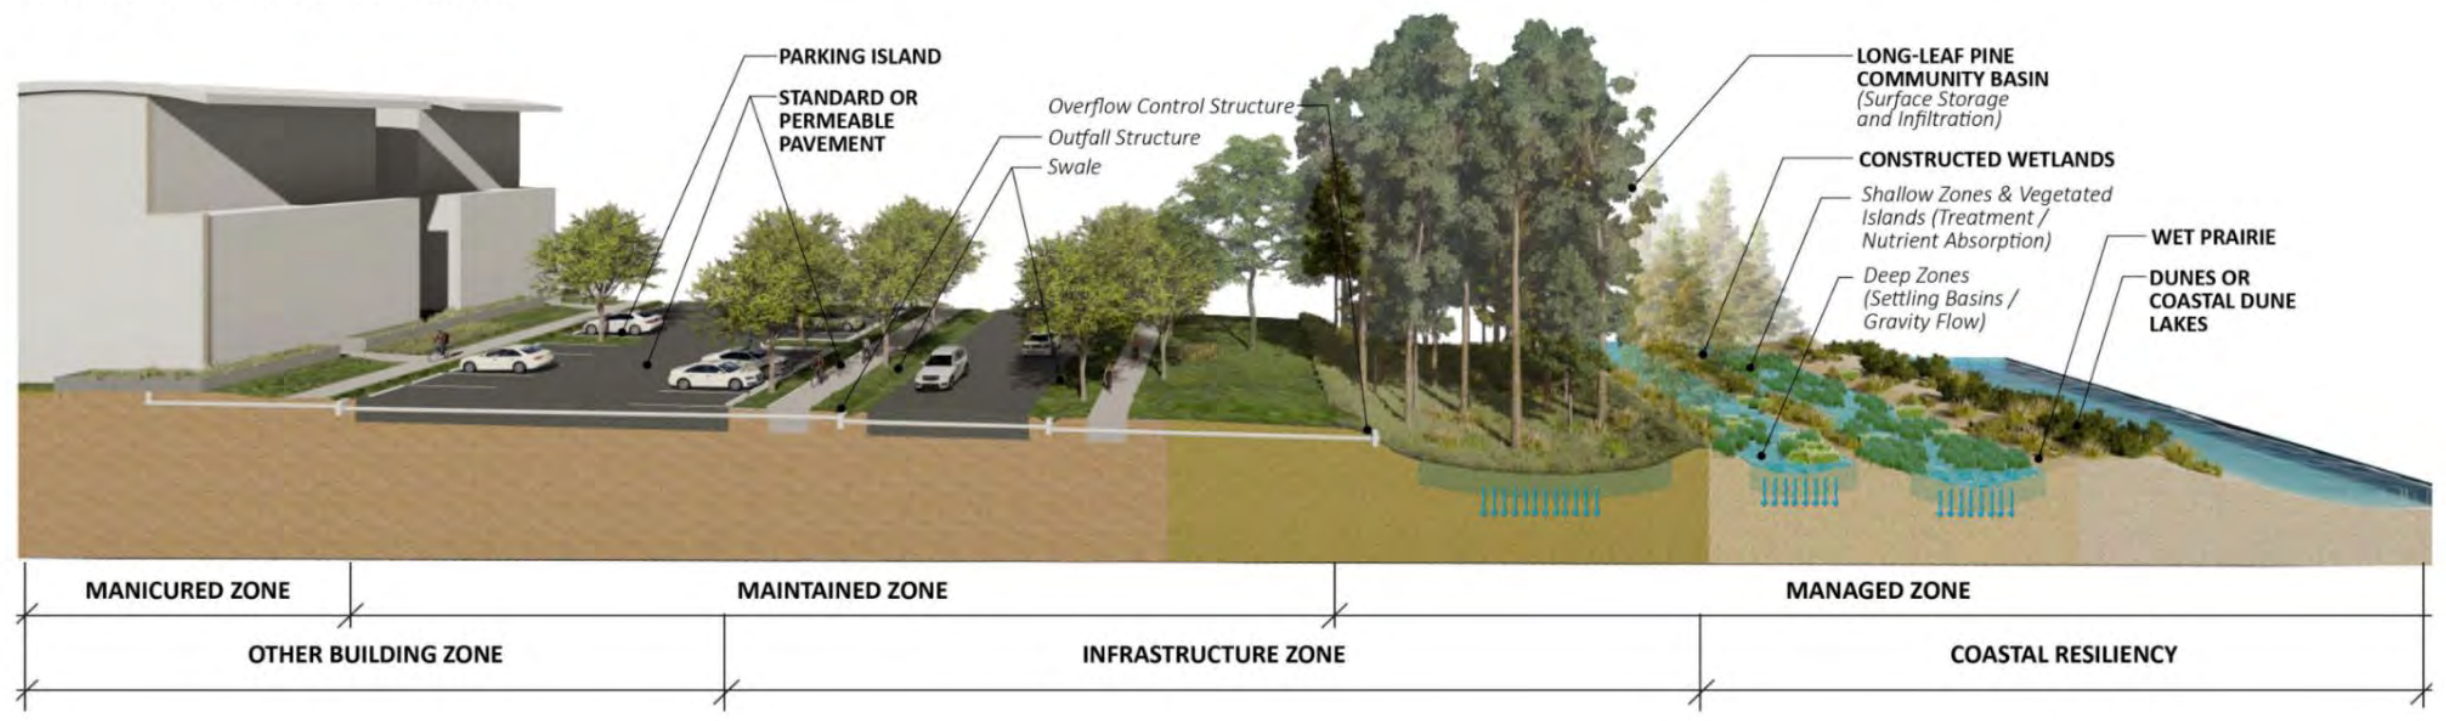 PARKING ISLAND
STANDARD OR
PERMEABLE
PAVEMENT
Overflow Control Structure
Outfall Structure
Swale
LONG-LEAF PINE
COMMUNITY BASIN
(Surface Storage
and Infiltration)
CONSTRUCTED WETLANDS
Shallow Zones & Vegetated
Islands (Treatment /
Nutrient Absorption)
Deep Zones
(Settling Basins /
Gravity Flow)
WET PRAIRIE
DUNES OR
COASTAL DUNE
LAKES
MANICURED ZONE
MAINTAINED ZONE
MANAGED ZONE
OTHER BUILDING ZONE
INFRASTRUCTURE ZONE
COASTAL RESILIENCY